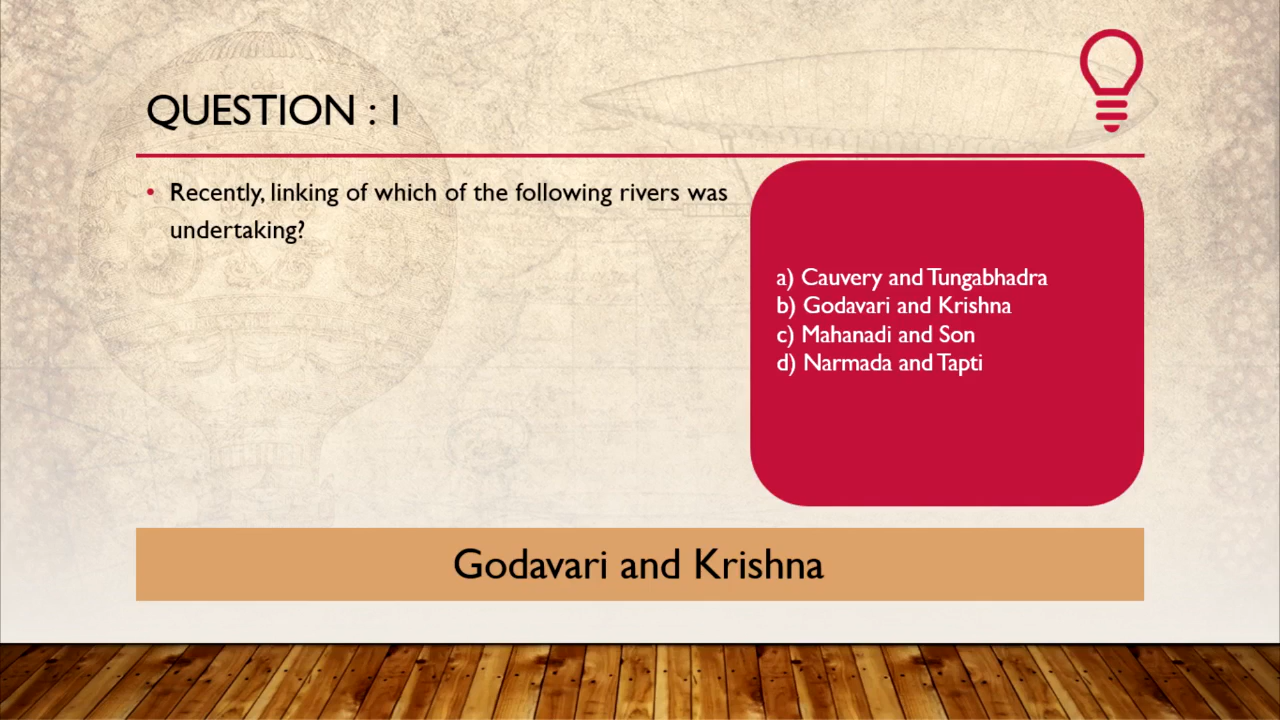 QUESTION : 1
• Recently, linking of which of the following rivers was
undertaking?
a) Cauvery and Tungabhadra
b) Godavari and Krishna
c) Mahanadi and Son
d) Narmada and Tapti
Godavari and Krishna